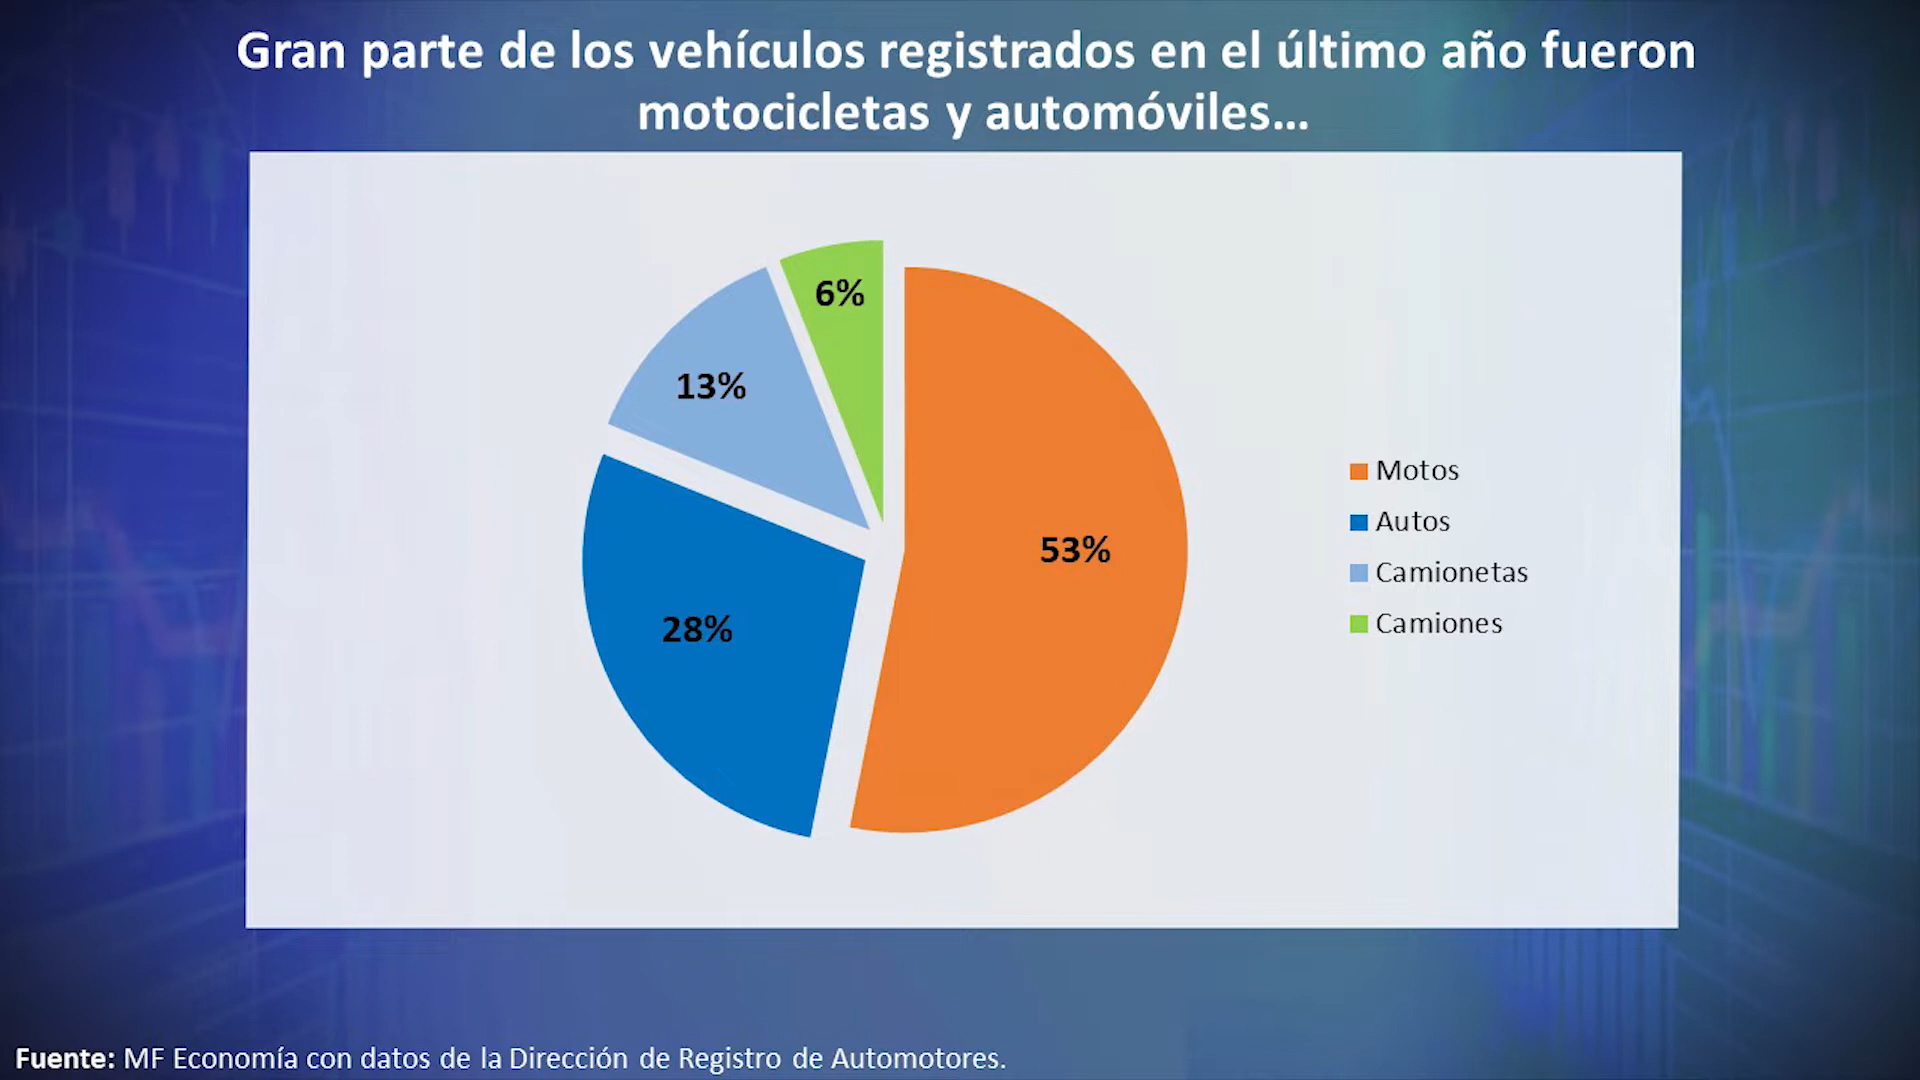 Gran parte de los vehículos registrados en el último año fueron
motocicletas y automóviles...
6%
13%
53%
28%
Motos
Autos
Camionetas
Camiones
Fuente: MF Economía con datos de la Dirección de Registro de Automotores.